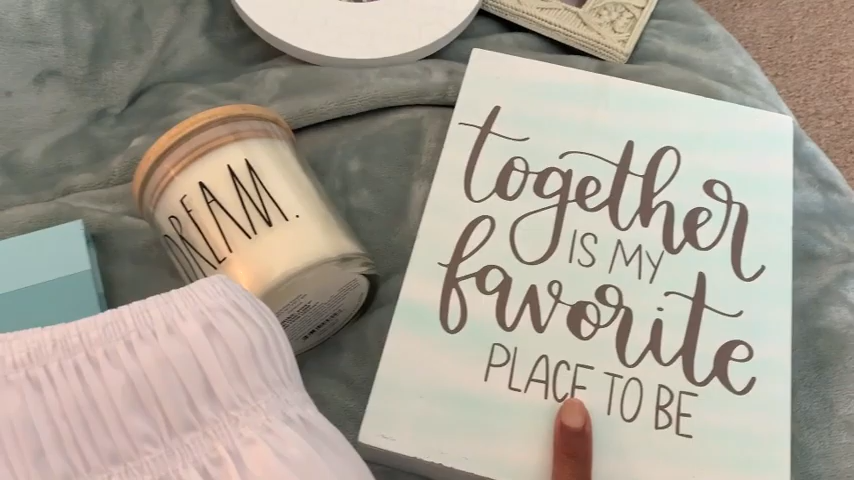 DREAM.
together
IS MY
favorite
PLACE TO BE